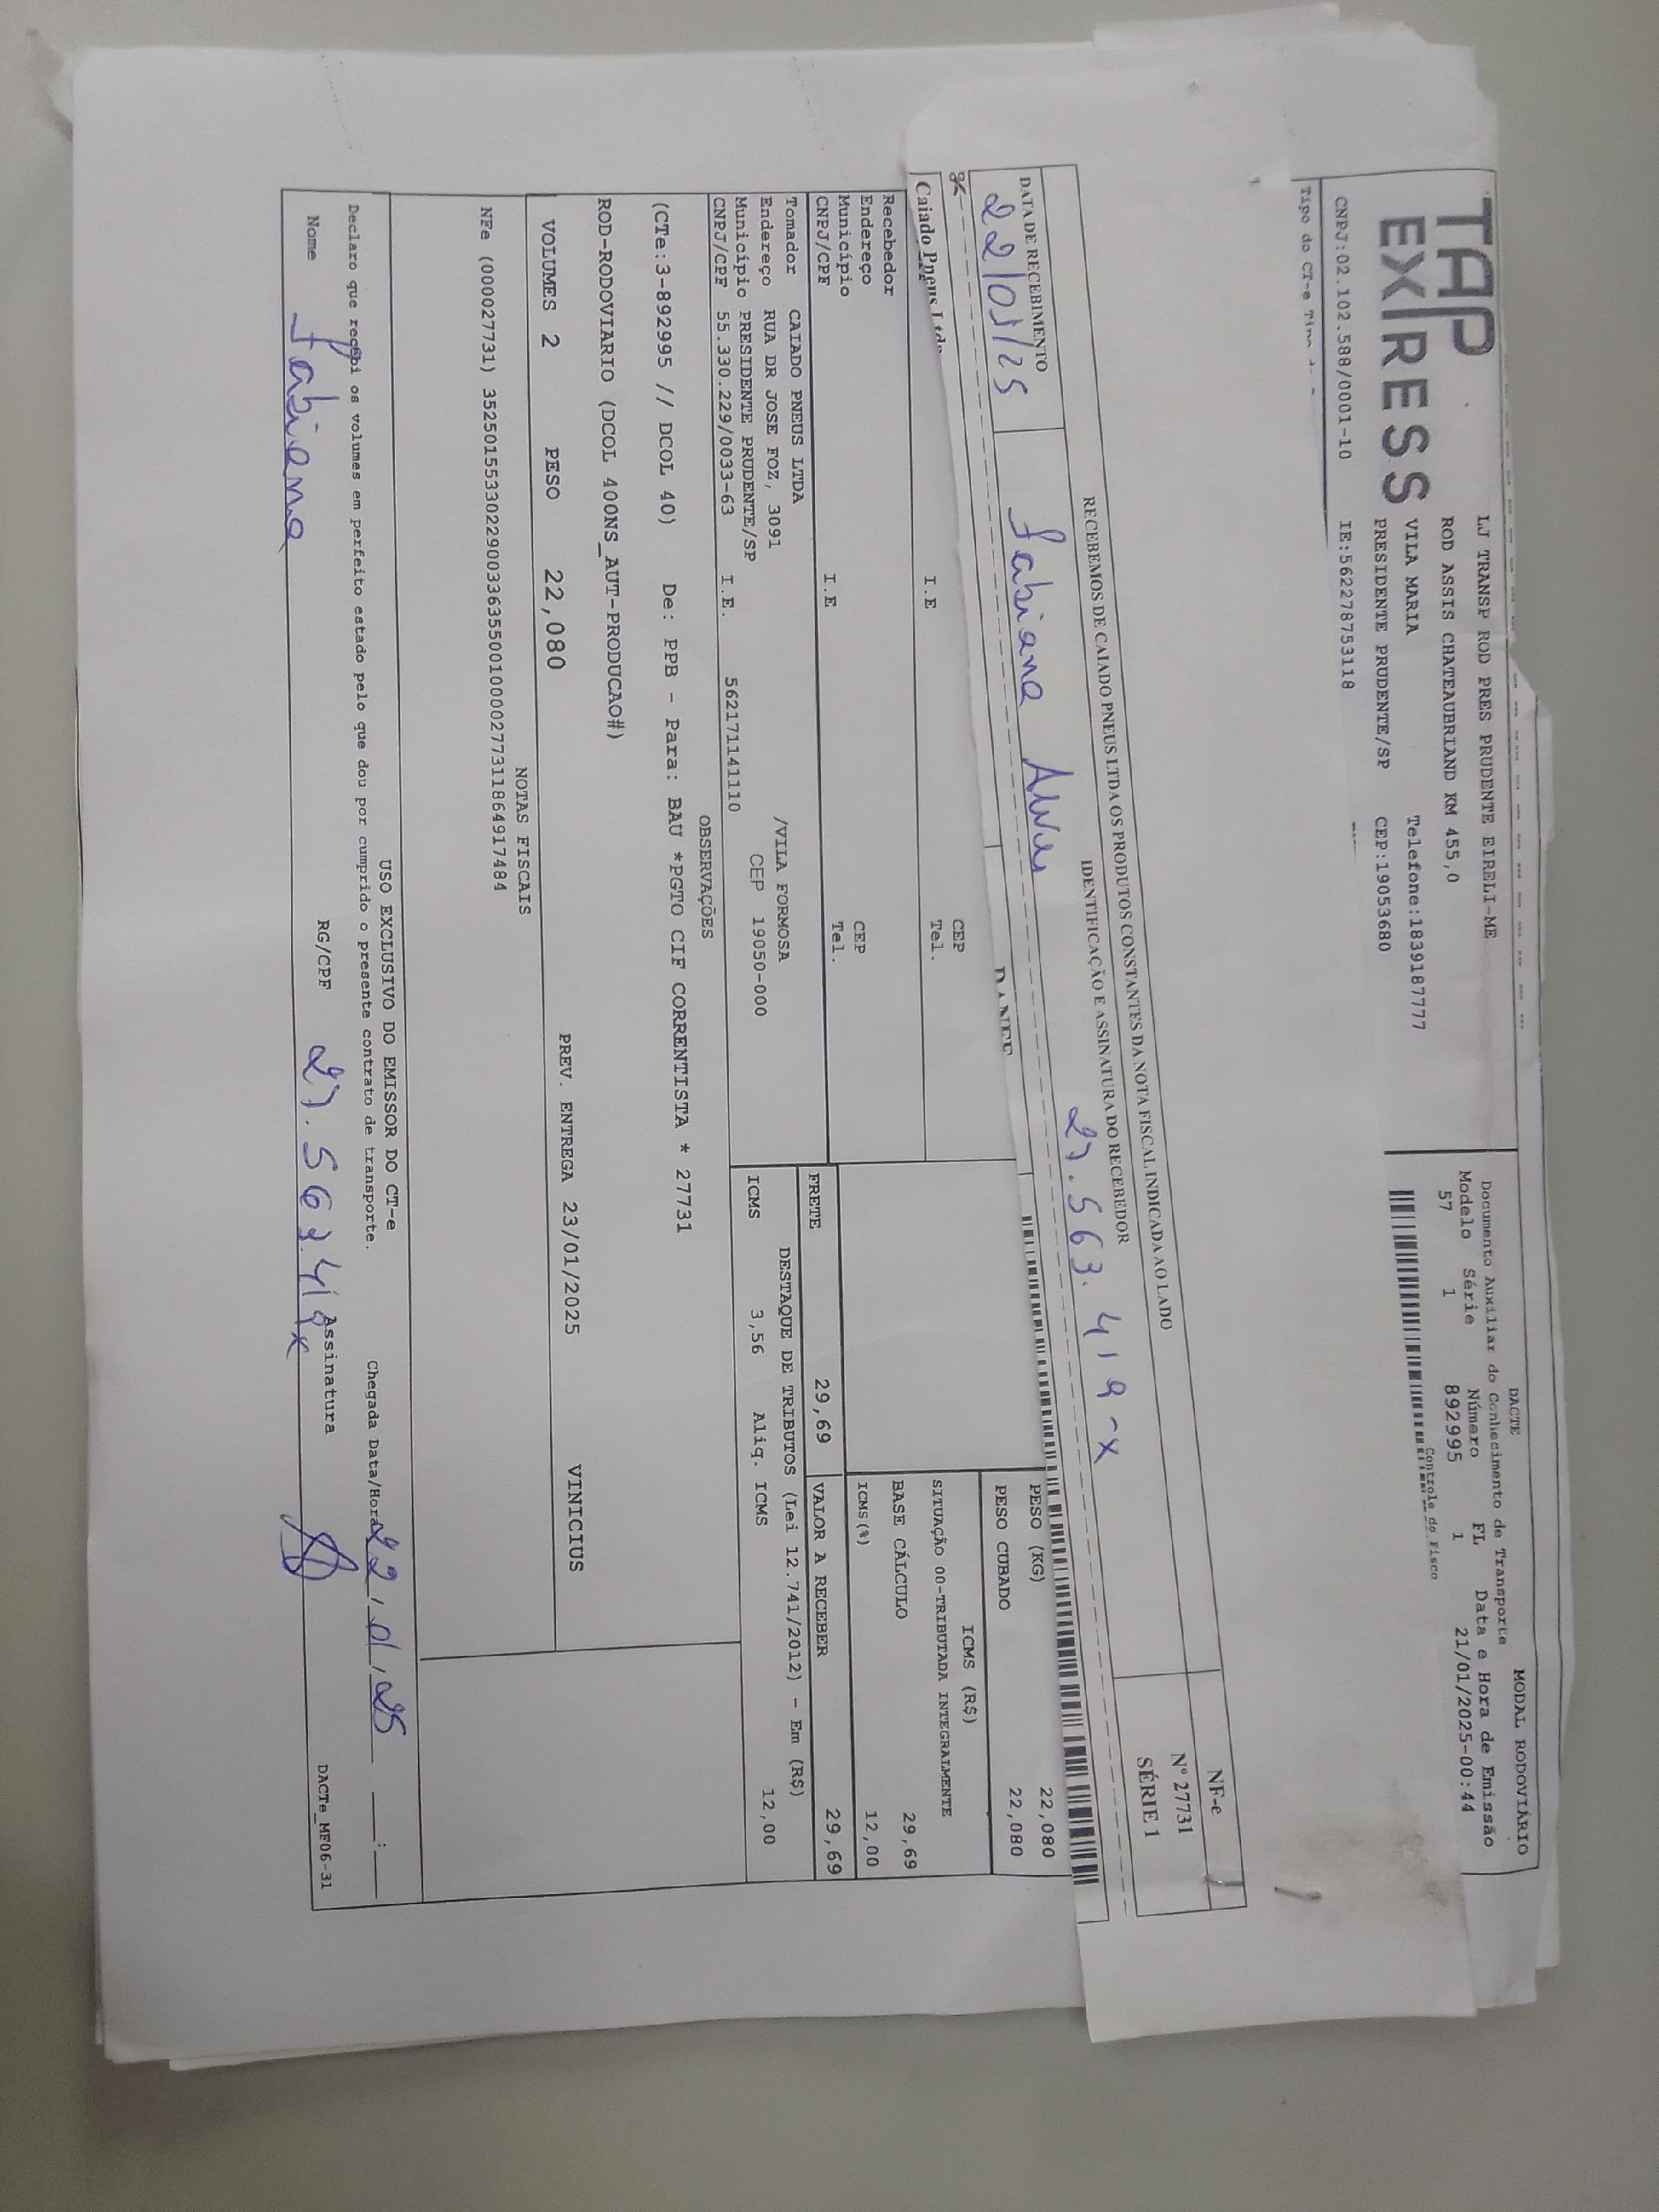 TAP
EXPRESS
LJ TRANSP ROD PRES PRUDENTE EIRELI-ME
ROD ASSIS CHATEAUBRIAND KM 455,0
VILA MARIA Telefone:1839187777
PRESIDENTE PRUDENTE/SP CEP:19053680
CNPJ:02.102.588/0001-10 IE:562278753118
Tipo do CT-e
DACTE MODAL RODOVIÁRIO
Documento Auxiliar do Conhecimento de Transporte
Modelo Série Número FL Data e Hora de Emissão
57 1 892995 1 21/01/2025-00:44
Controle do Fisco
RECEBEMOS DE CAIADO PNEUS LTDA OS PRODUTOS CONSTANTES DA NOTA FISCAL INDICADA AO LADO
NF-e
Nº 27731
SÉRIE 1
DATA DE RECEBIMENTO IDENTIFICAÇÃO E ASSINATURA DO RECEBEDOR
22/01/25 Fabiana Alves 27.563.419-x
Caiado Pneus Ltda
DANFE
CEP
I.E Tel.
PESO (KG) 22,080
PESO CUBADO 22,080
Recebedor
Endereço
Município CEP
CNPJ/CPF I.E Tel.
ICMS (R$)
SITUAÇÃO 00-TRIBUTADA INTEGRALMENTE
BASE CÁLCULO 29,69
ICMS(%) 12,00
Tomador CAIADO PNEUS LTDA
Endereço RUA DR JOSE FOZ, 3091 /VILA FORMOSA
Município PRESIDENTE PRUDENTE/SP CEP 19050-000
CNPJ/CPF 55.330.229/0033-63 I.E. 562171141110
FRETE 29,69 VALOR A RECEBER 29,69
DESTAQUE DE TRIBUTOS (Lei 12.741/2012) - Em (R$)
ICMS 3,56 Aliq. ICMS 12,00
OBSERVAÇÕES
(CTe:3-892995 // DCOL 40) De: PPB - Para: BAU *PGTO CIF CORRENTISTA * 27731
ROD-RODOVIARIO (DCOL 400NS_AUT-PRODUCAO#)
VOLUMES 2 PESO 22,080 PREV. ENTREGA 23/01/2025 VINICIUS
NOTAS FISCAIS
NFe (000027731) 35250155330229003363550010000277311864917484
USO EXCLUSIVO DO EMISSOR DO CT-e
Declaro que recebi os volumes em perfeito estado pelo que dou por cumprido o presente contrato de transporte.
Chegada Data/Hora 22/01/25 :
Nome Fabiana RG/CPF 27.563.419x Assinatura
DACTe_MF06-31